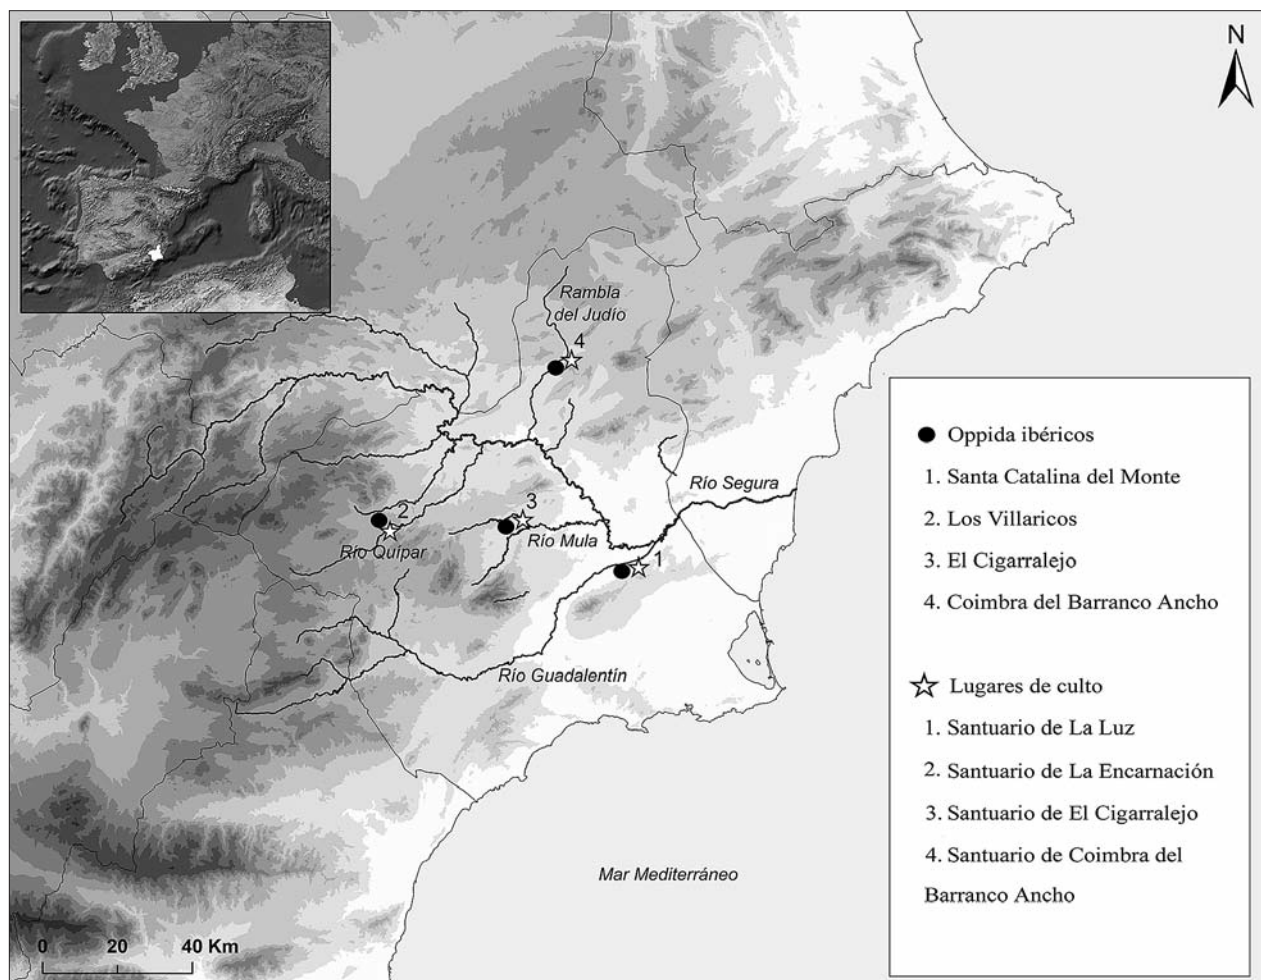 N
Rambla
del Judío
4
Río Segura
2
3
Río Quípar
Río Mula
1
Río Guadalentín
Mar Mediterráneo
0 20 40 Km
Oppida ibéricos
1. Santa Catalina del Monte
2. Los Villaricos
3. El Cigarralejo
4. Coimbra del Barranco Ancho
Lugares de culto
1. Santuario de La Luz
2. Santuario de La Encarnación
3. Santuario de El Cigarralejo
4. Santuario de Coimbra del
Barranco Ancho